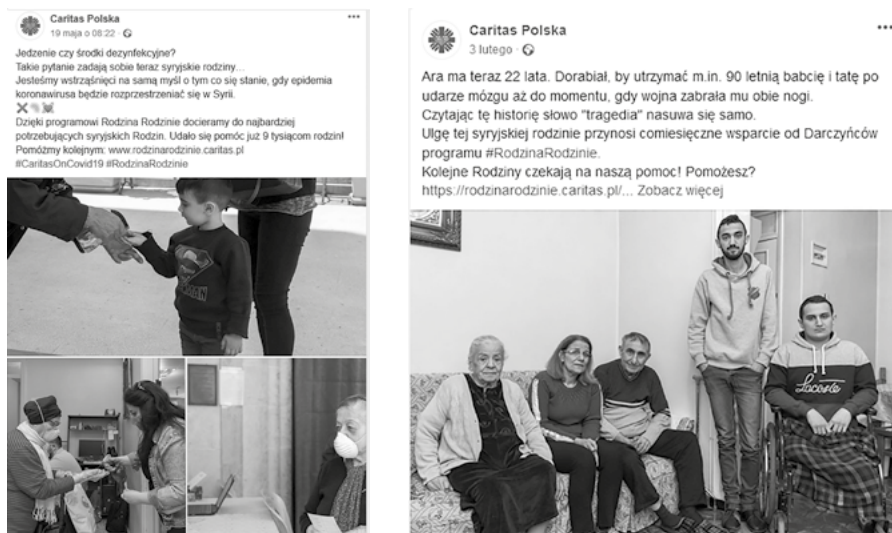 Caritas Polska
19 maja o 08:22 ·
Jedzenie czy środki dezynfekcyjne?
Takie pytanie zadają sobie teraz syryjskie rodziny…
Jesteśmy wstrząśnięci na samą myśl o tym co się stanie, gdy epidemia
koronawirusa będzie rozprzestrzeniać się w Syrii.
Dzięki programowi Rodzina Rodzinie docieramy do najbardziej
potrzebujących syryjskich Rodzin. Udało się pomóc już 9 tysiącom rodzin!
Pomóżmy kolejnym: www.rodzinarodzinie.caritas.pl
#CaritasOnCovid19 #RodzinaRodzinie
Caritas Polska
3 lutego ·
Ara ma teraz 22 lata. Dorabiał, by utrzymać m.in. 90 letnią babcię i tatę po
udarze mózgu aż do momentu, gdy wojna zabrała mu obie nogi.
Czytając tę historię słowo "tragedia" nasuwa się samo.
Ulgę tej syryjskiej rodzinie przynosi comiesięczne wsparcie od Darczyńców
programu #RodzinaRodzinie.
Kolejne Rodziny czekają na naszą pomoc! Pomożesz?
https://rodzinarodzinie.caritas.pl/... Zobacz więcej
Lacoste